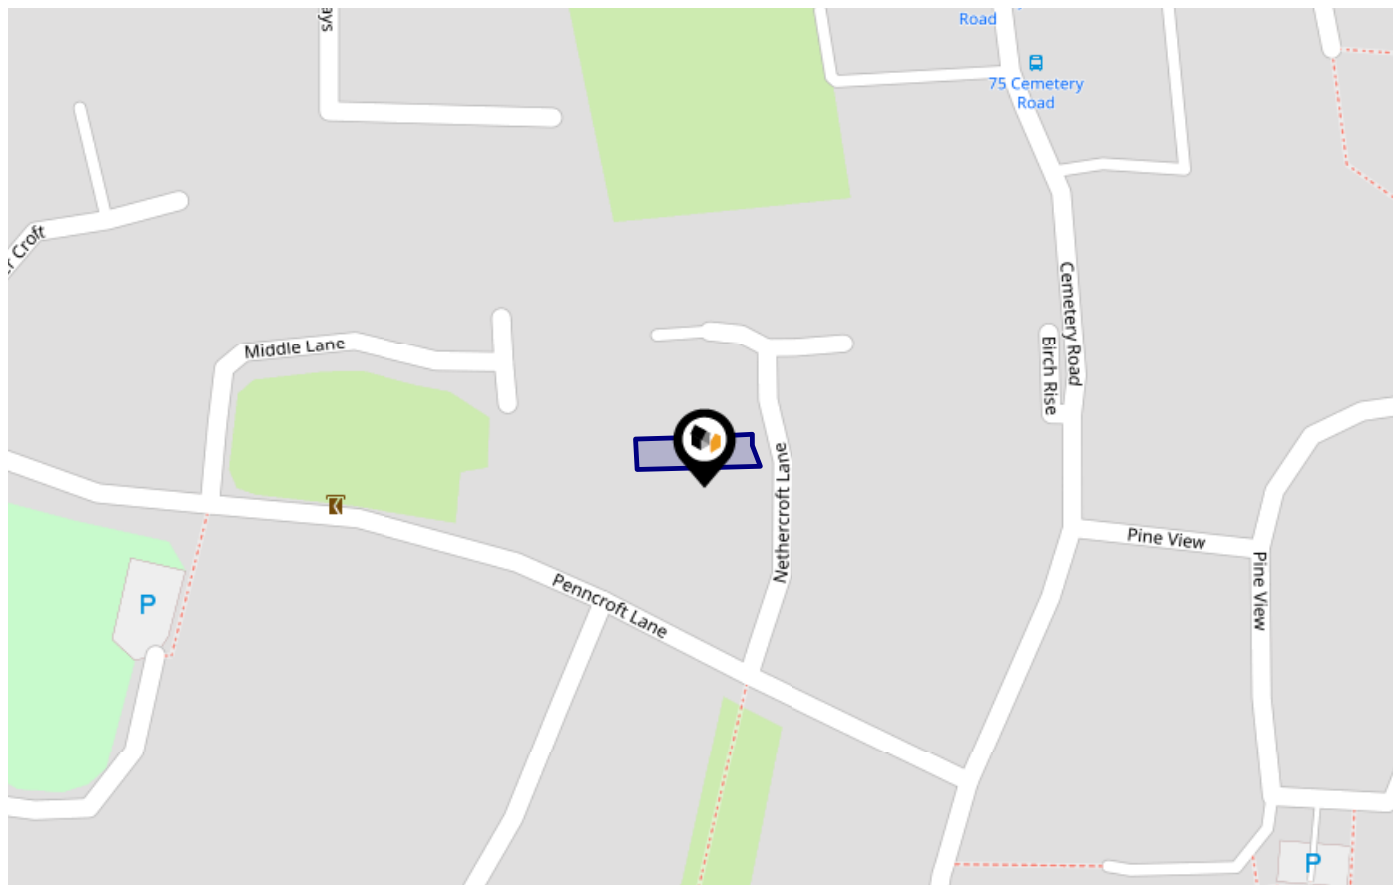 Road
75 Cemetery
Road
ays
r Croft
Middle Lane
Cemetery Road
Birch Rise
Nethercroft Lane
Pine View
Pine View
Penncroft Lane
P
P